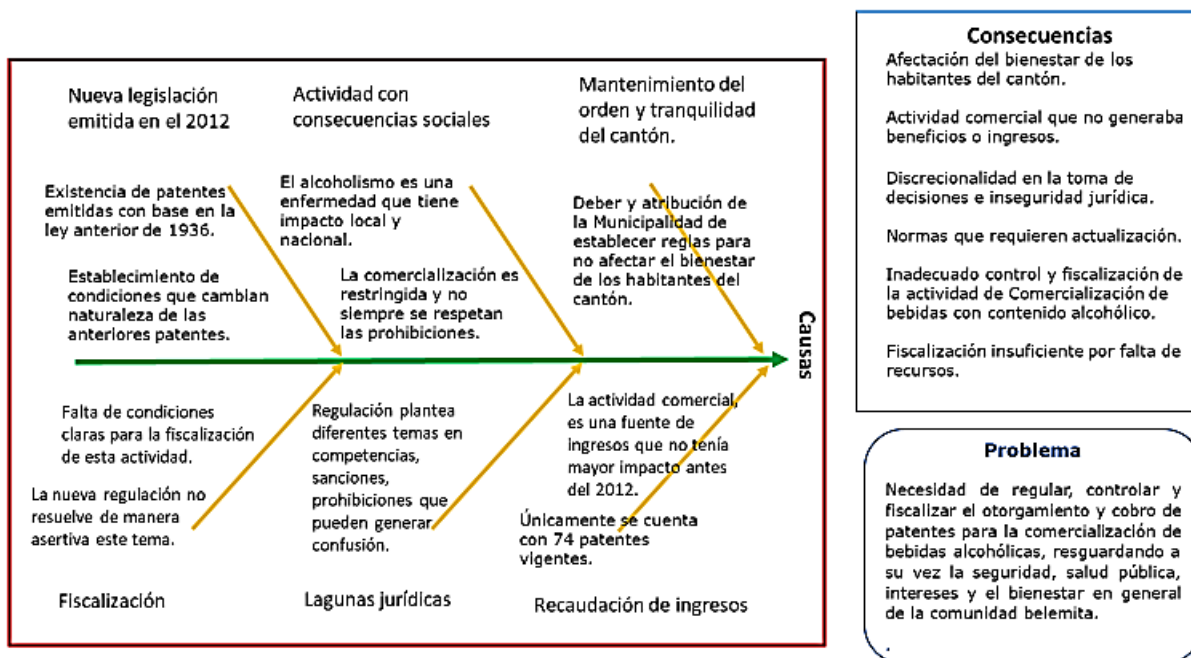 Nueva legislación
emitida en el 2012
Actividad con
consecuencias sociales
Mantenimiento del
orden y tranquilidad
del cantón.
Existencia de patentes
emitidas con base en la
ley anterior de 1936.
Establecimiento de
condiciones que cambian
naturaleza de las
anteriores patentes.
El alcoholismo es una
enfermedad que tiene
impacto local y
nacional.
La comercialización es
restringida y no
siempre se respetan
las prohibiciones.
Deber y atribución de
la Municipalidad de
establecer reglas para
no afectar el bienestar
de los habitantes del
cantón.
Causas
Falta de condiciones
claras para la fiscalización
de esta actividad.
La nueva regulación no
resuelve de manera
asertiva este tema.
Regulación plantea
diferentes temas en
competencias,
sanciones,
prohibiciones que
pueden generar
confusión.
La actividad comercial,
es una fuente de
ingresos que no tenía
mayor impacto antes
del 2012.
Únicamente se cuenta
con 74 patentes
vigentes.
Fiscalización
Lagunas jurídicas
Recaudación de ingresos
Consecuencias
Afectación del bienestar de los
habitantes del cantón.
Actividad comercial que no generaba
beneficios o ingresos.
Discrecionalidad en la toma de
decisiones e inseguridad jurídica.
Normas que requieren actualización.
Inadecuado control y fiscalización de
la actividad de Comercialización de
bebidas con contenido alcohólico.
Fiscalización insuficiente por falta de
recursos.
Problema
Necesidad de regular, controlar y
fiscalizar el otorgamiento y cobro de
patentes para la comercialización de
bebidas alcohólicas, resguardando a
su vez la seguridad, salud pública,
intereses y el bienestar en general
de la comunidad belemita.
.